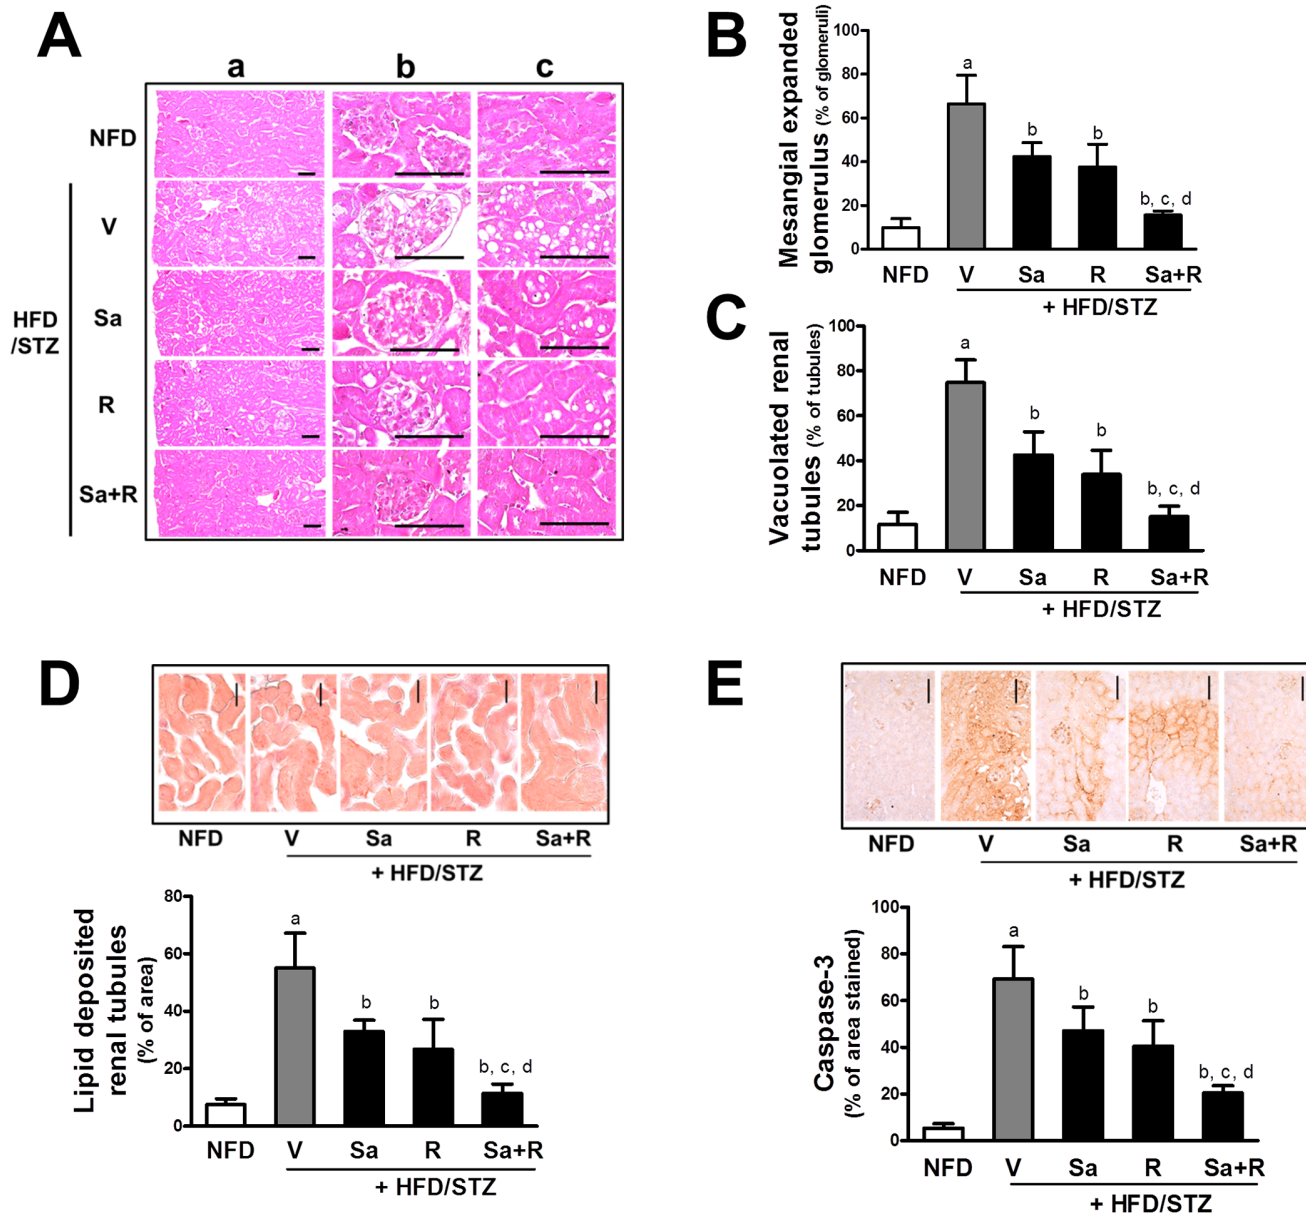 A
a b c
NFD
V
Sa
R
Sa+R
HFD
/STZ
B
Mesangial expanded
glomerulus (% of glomeruli)
100
80
60
40
20
0
a
b
b
b, c, d
NFD V Sa R Sa+R
+ HFD/STZ
C
Vacuolated renal
tubules (% of tubules)
100
80
60
40
20
0
a
b
b
b, c, d
NFD V Sa R Sa+R
+ HFD/STZ
D
NFD V Sa R Sa+R
+ HFD/STZ
Lipid deposited
renal tubules
(% of area)
80
60
40
20
0
a
b
b
b, c, d
NFD V Sa R Sa+R
+ HFD/STZ
E
NFD V Sa R Sa+R
+ HFD/STZ
Caspase-3
(% of area stained)
100
80
60
40
20
0
a
b
b
b, c, d
NFD V Sa R Sa+R
+ HFD/STZ